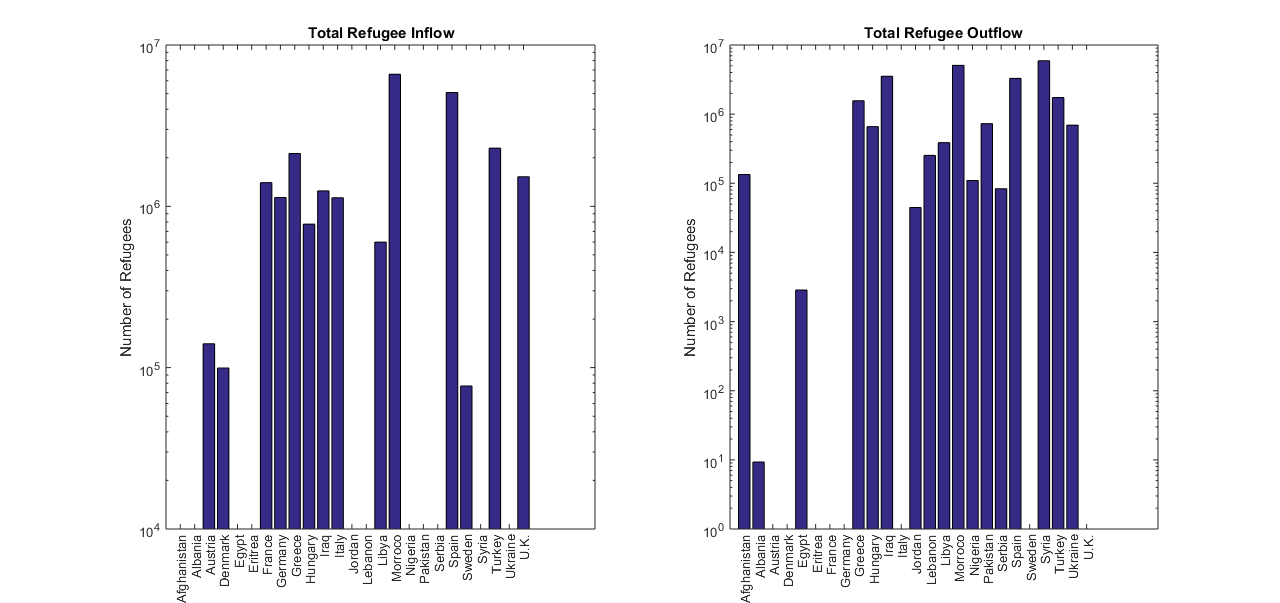 Total Refugee Inflow
Number of Refugees
10^7
10^6
10^5
10^4
Afghanistan
Albania
Austria
Denmark
Egypt
Eritrea
France
Germany
Greece
Hungary
Iraq
Italy
Jordan
Lebanon
Libya
Morroco
Nigeria
Pakistan
Serbia
Spain
Sweden
Syria
Turkey
Ukraine
U.K.
Total Refugee Outflow
Number of Refugees
10^7
10^6
10^5
10^4
10^3
10^2
10^1
10^0
Afghanistan
Albania
Austria
Denmark
Egypt
Eritrea
France
Germany
Greece
Hungary
Iraq
Italy
Jordan
Lebanon
Libya
Morroco
Nigeria
Pakistan
Serbia
Spain
Sweden
Syria
Turkey
Ukraine
U.K.